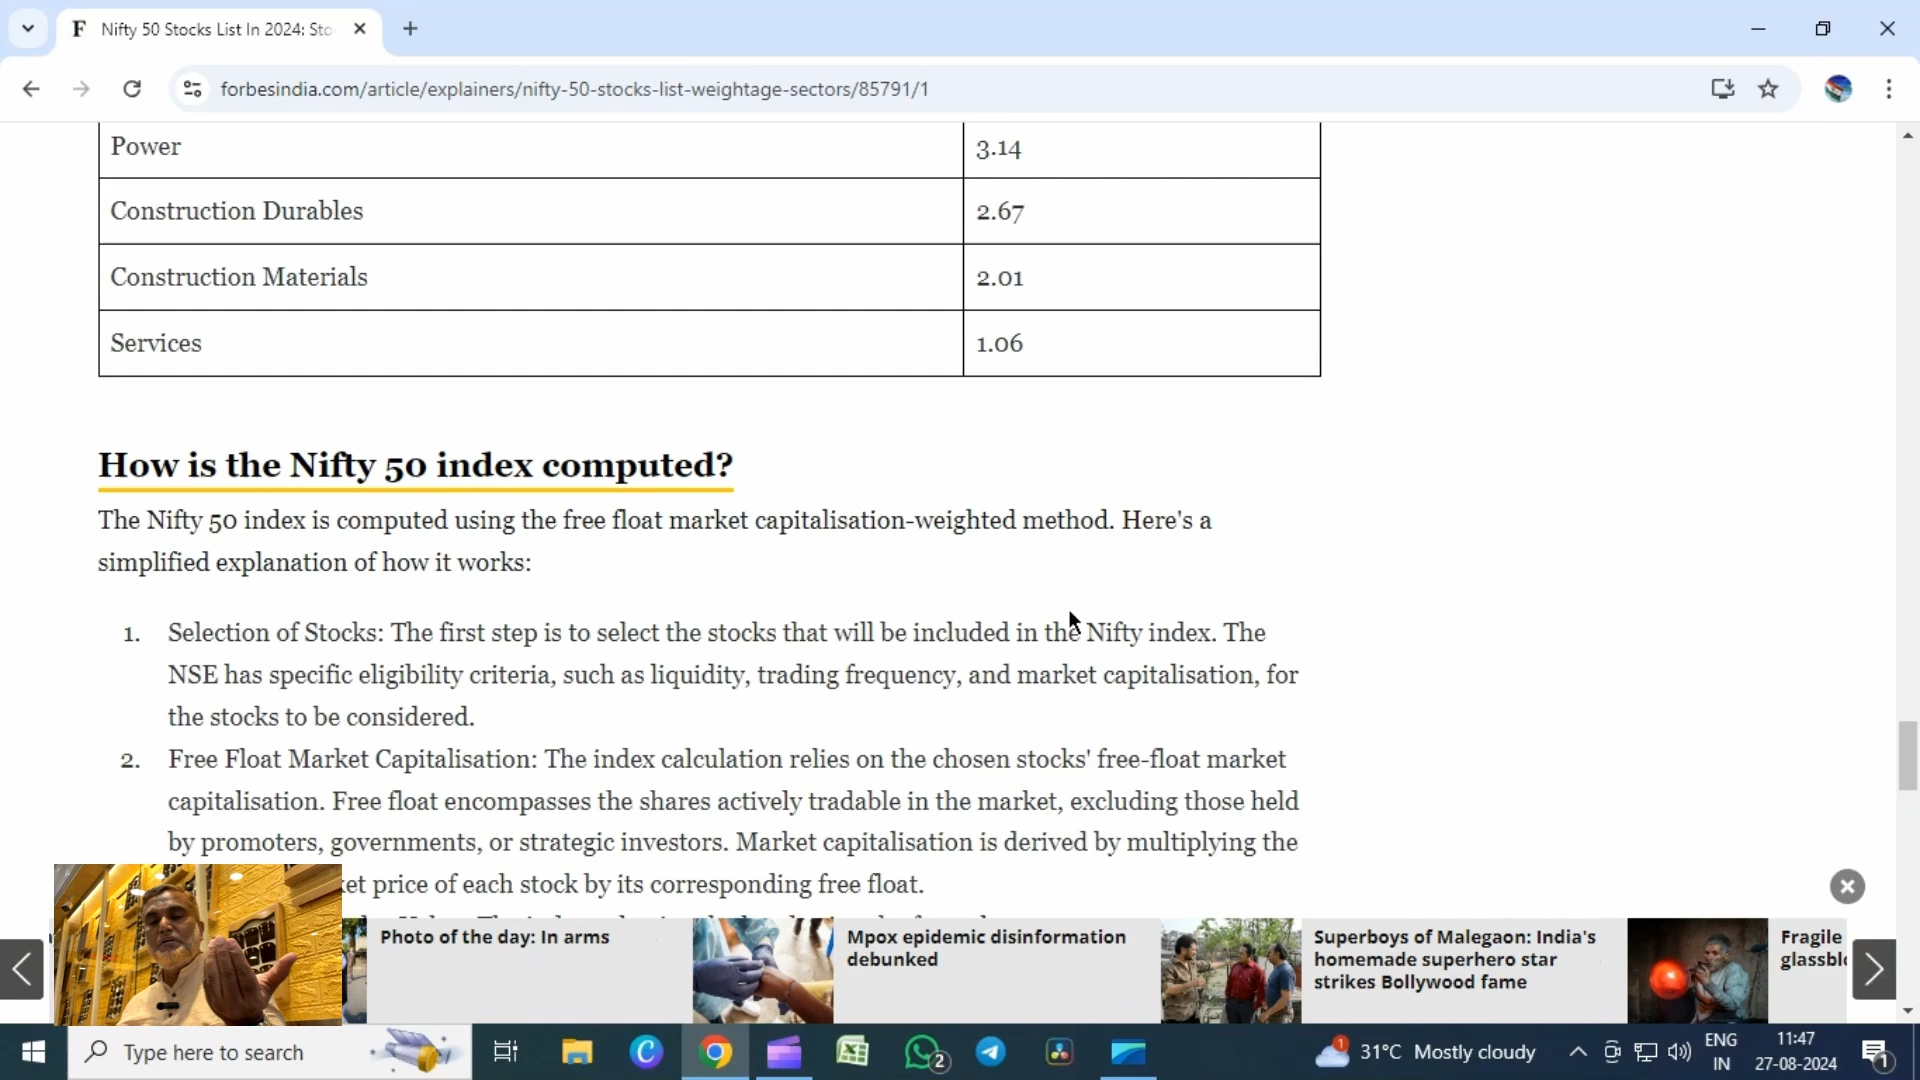 F Nifty 50 Stocks List In 2024: Sto
forbesindia.com/article/explainers/nifty-50-stocks-list-weightage-sectors/85791/1
Power 3.14
Construction Durables 2.67
Construction Materials 2.01
Services 1.06
How is the Nifty 50 index computed?
The Nifty 50 index is computed using the free float market capitalisation-weighted method. Here's a
simplified explanation of how it works:
1. Selection of Stocks: The first step is to select the stocks that will be included in the Nifty index. The
NSE has specific eligibility criteria, such as liquidity, trading frequency, and market capitalisation, for
the stocks to be considered.
2. Free Float Market Capitalisation: The index calculation relies on the chosen stocks' free-float market
capitalisation. Free float encompasses the shares actively tradable in the market, excluding those held
by promoters, governments, or strategic investors. Market capitalisation is derived by multiplying the
et price of each stock by its corresponding free float.
Photo of the day: In arms
Mpox epidemic disinformation
debunked
Superboys of Malegaon: India's
homemade superhero star
strikes Bollywood fame
Fragile
glassbl
Type here to search
2
1
31°C Mostly cloudy
ENG
IN
11:47
27-08-2024
1